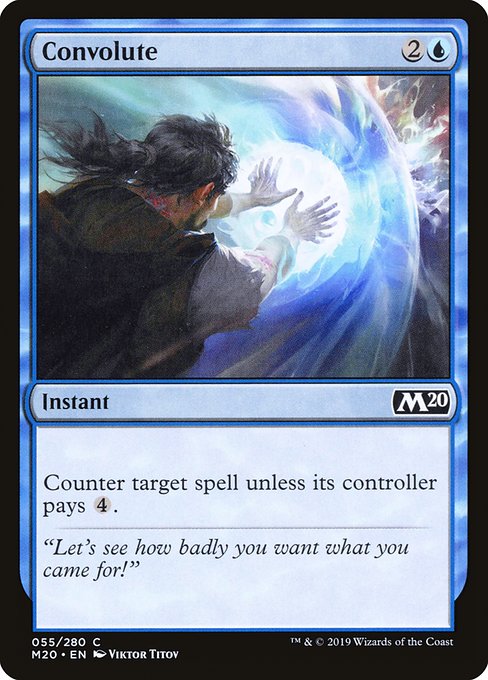 Convolute 2
Instant M20
Counter target spell unless its controller
pays 4.
“Let’s see how badly you want what you
came for!”
055/280 C ™ & © 2019 Wizards of the Coast
M20 • EN Viktor Titov